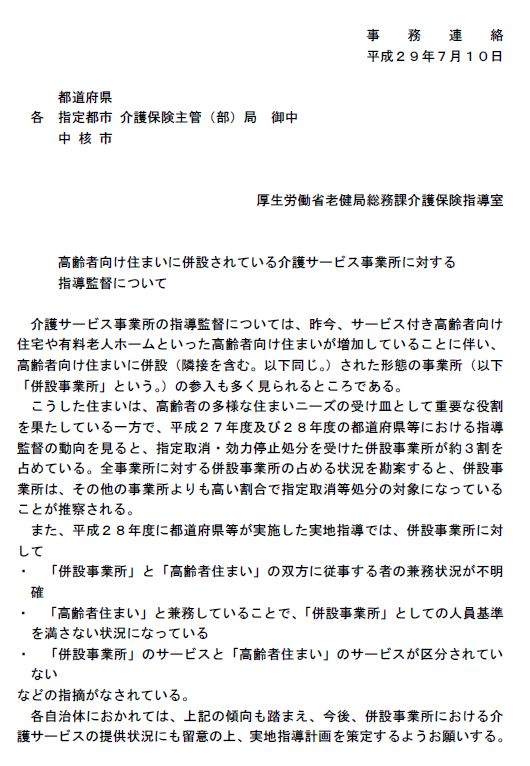 事務連絡
平成２９年７月１０日
都道府県
各　指定都市　介護保険主管（部）局　御中
中核市
厚生労働省老健局総務課介護保険指導室
高齢者向け住まいに併設されている介護サービス事業所に対する
指導監督について
介護サービス事業所の指導監督については、昨今、サービス付き高齢者向け
住宅や有料老人ホームといった高齢者向け住まいが増加していることに伴い、
高齢者向け住まいに併設（隣接を含む。以下同じ。）された形態の事業所（以下
「併設事業所」という。）の参入も多く見られるところである。
こうした住まいは、高齢者の多様な住まいニーズの受け皿として重要な役割
を果たしている一方で、平成２７年度及び２８年度の都道府県等における指導
監督の動向を見ると、指定取消・効力停止処分を受けた併設事業所が約３割を
占めている。全事業所に対する併設事業所の占める状況を勘案すると、併設事
業所は、その他の事業所よりも高い割合で指定取消等処分の対象になっている
ことが推察される。
また、平成２８年度に都道府県等が実施した実地指導では、併設事業所に対
して
・　「併設事業所」と「高齢者住まい」の双方に従事する者の兼務状況が不明
確
・　「高齢者住まい」と兼務していることで、「併設事業所」としての人員基準
を満さない状況になっている
・　「併設事業所」のサービスと「高齢者住まい」のサービスが区分されてい
ない
などの指摘がなされている。
各自治体におかれては、上記の傾向も踏まえ、今後、併設事業所における介
護サービスの提供状況にも留意の上、実地指導計画を策定するようお願いする。